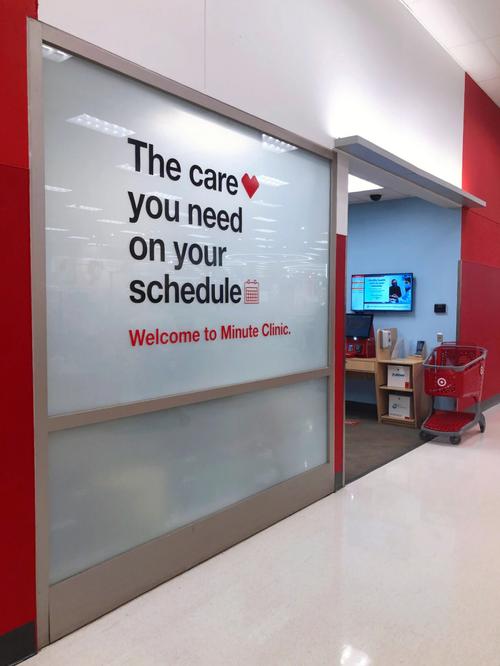 The care
you need
on your
schedule
Welcome to Minute Clinic.